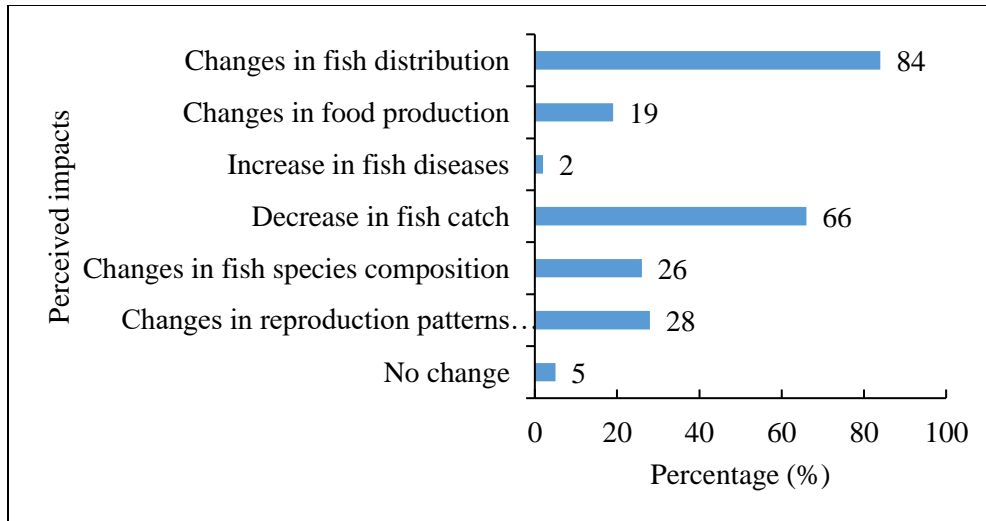 Perceived impacts
Changes in fish distribution 84
Changes in food production 19
Increase in fish diseases 2
Decrease in fish catch 66
Changes in fish species composition 26
Changes in reproduction patterns… 28
No change 5
0 20 40 60 80 100
Percentage (%)